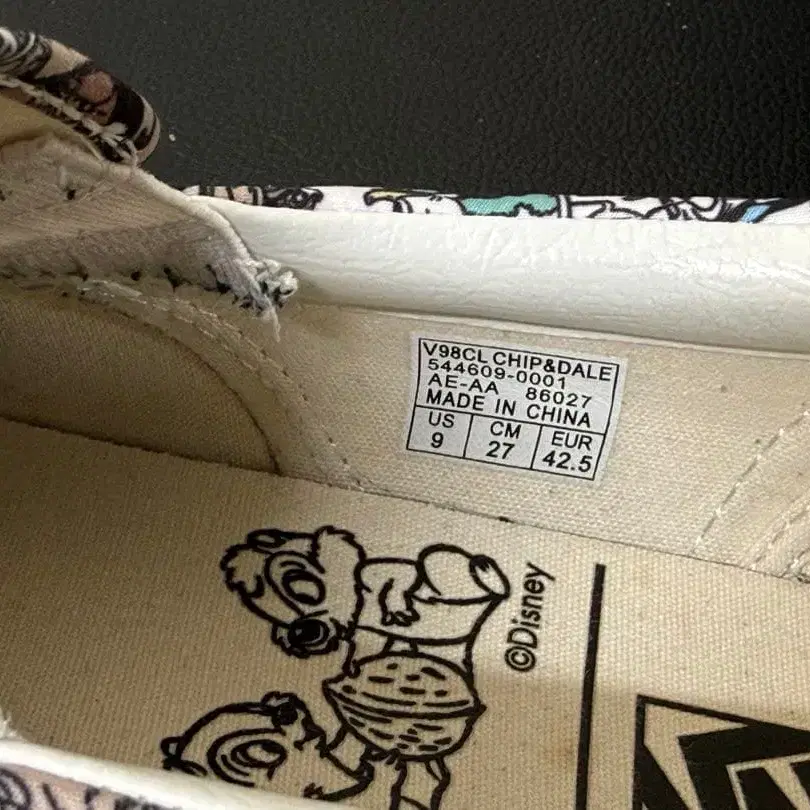 V98CL CHIP&DALE
544609-0001
AE-AA 86027
MADE IN CHINA
US CM EUR
9 27 42.5
©Disney